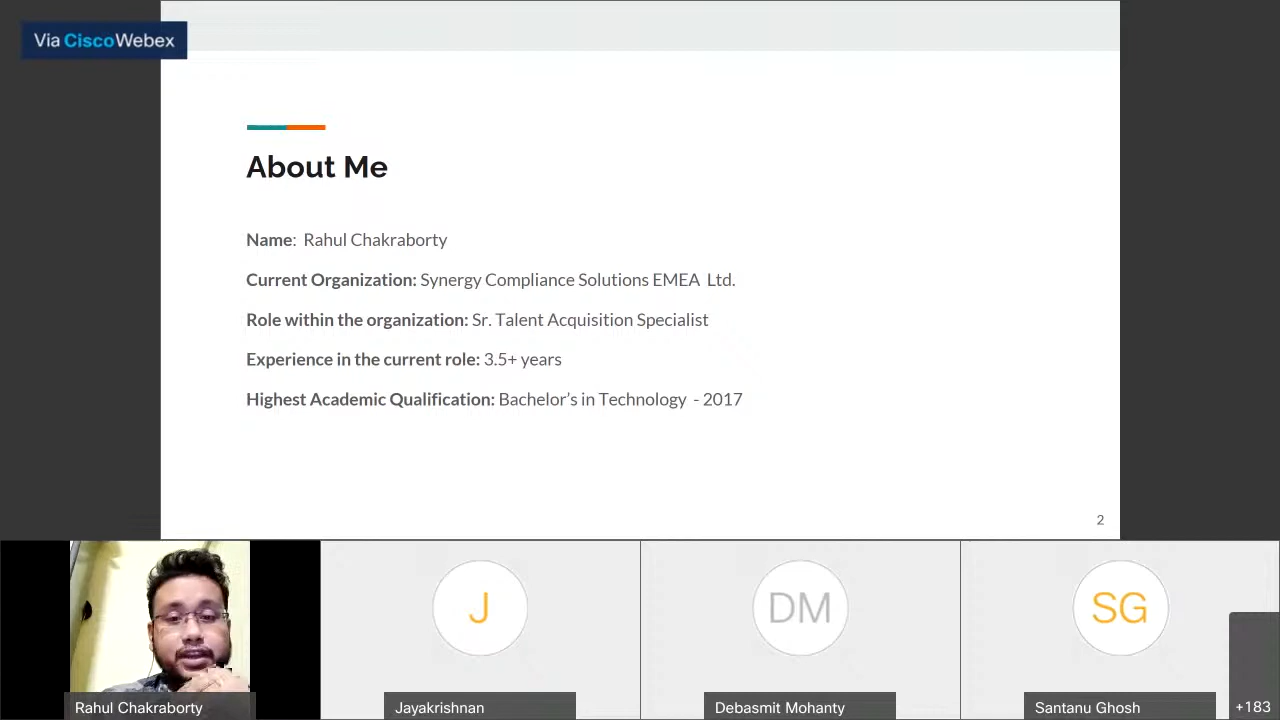 Via CiscoWebex
About Me
Name: Rahul Chakraborty
Current Organization: Synergy Compliance Solutions EMEA Ltd.
Role within the organization: Sr. Talent Acquisition Specialist
Experience in the current role: 3.5+ years
Highest Academic Qualification: Bachelor's in Technology - 2017
2
J
DM
SG
Rahul Chakraborty
Jayakrishnan
Debasmit Mohanty
Santanu Ghosh
+183